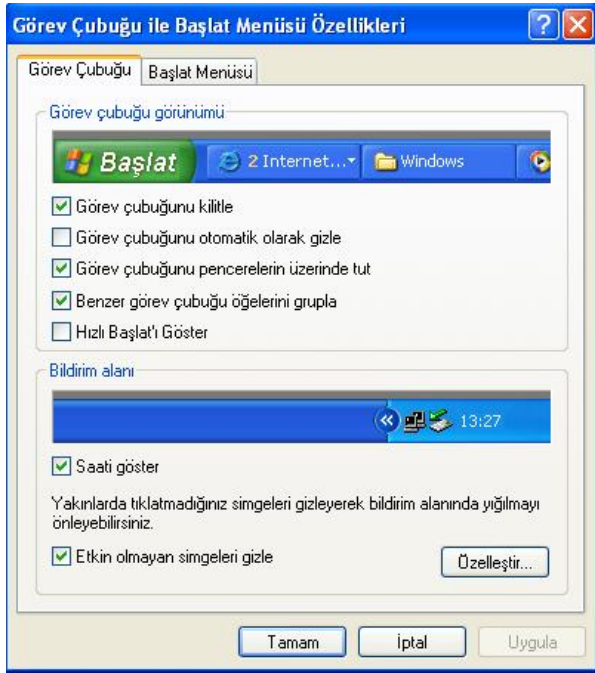 Görev Çubuğu ile Başlat Menüsü Özellikleri
Görev Çubuğu
Başlat Menüsü
Görev çubuğu görünümü
Başlat
2 Internet...
Windows
Görev çubuğunu kilitle
Görev çubuğunu otomatik olarak gizle
Görev çubuğunu pencerelerin üzerinde tut
Benzer görev çubuğu öğelerini grupla
Hızlı Başlat'ı Göster
Bildirim alanı
13:27
Saati göster
Yakınlarda tıklatmadığınız simgeleri gizleyerek bildirim alanında yığılmayı
önleyebilirsiniz.
Etkin olmayan simgeleri gizle
Özelleştir...
Tamam
İptal
Uygula